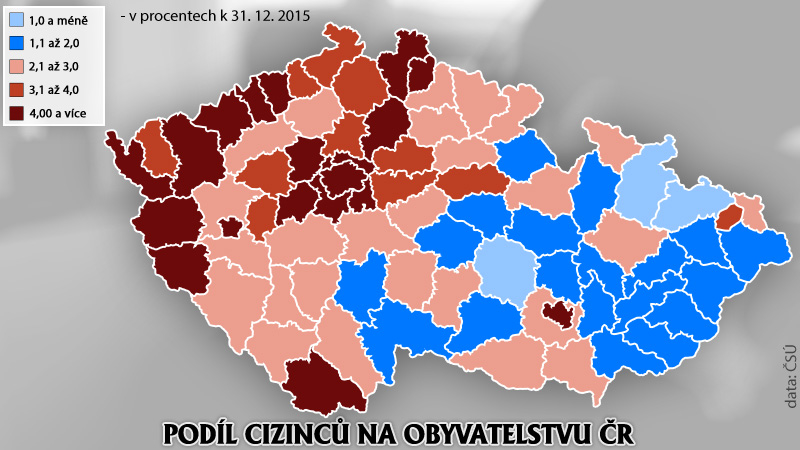 - v procentech k 31. 12. 2015
1,0 a méně
1,1 až 2,0
2,1 až 3,0
3,1 až 4,0
4,00 a více
data: ČSÚ
PODÍL CIZINCŮ NA OBYVATELSTVU ČR